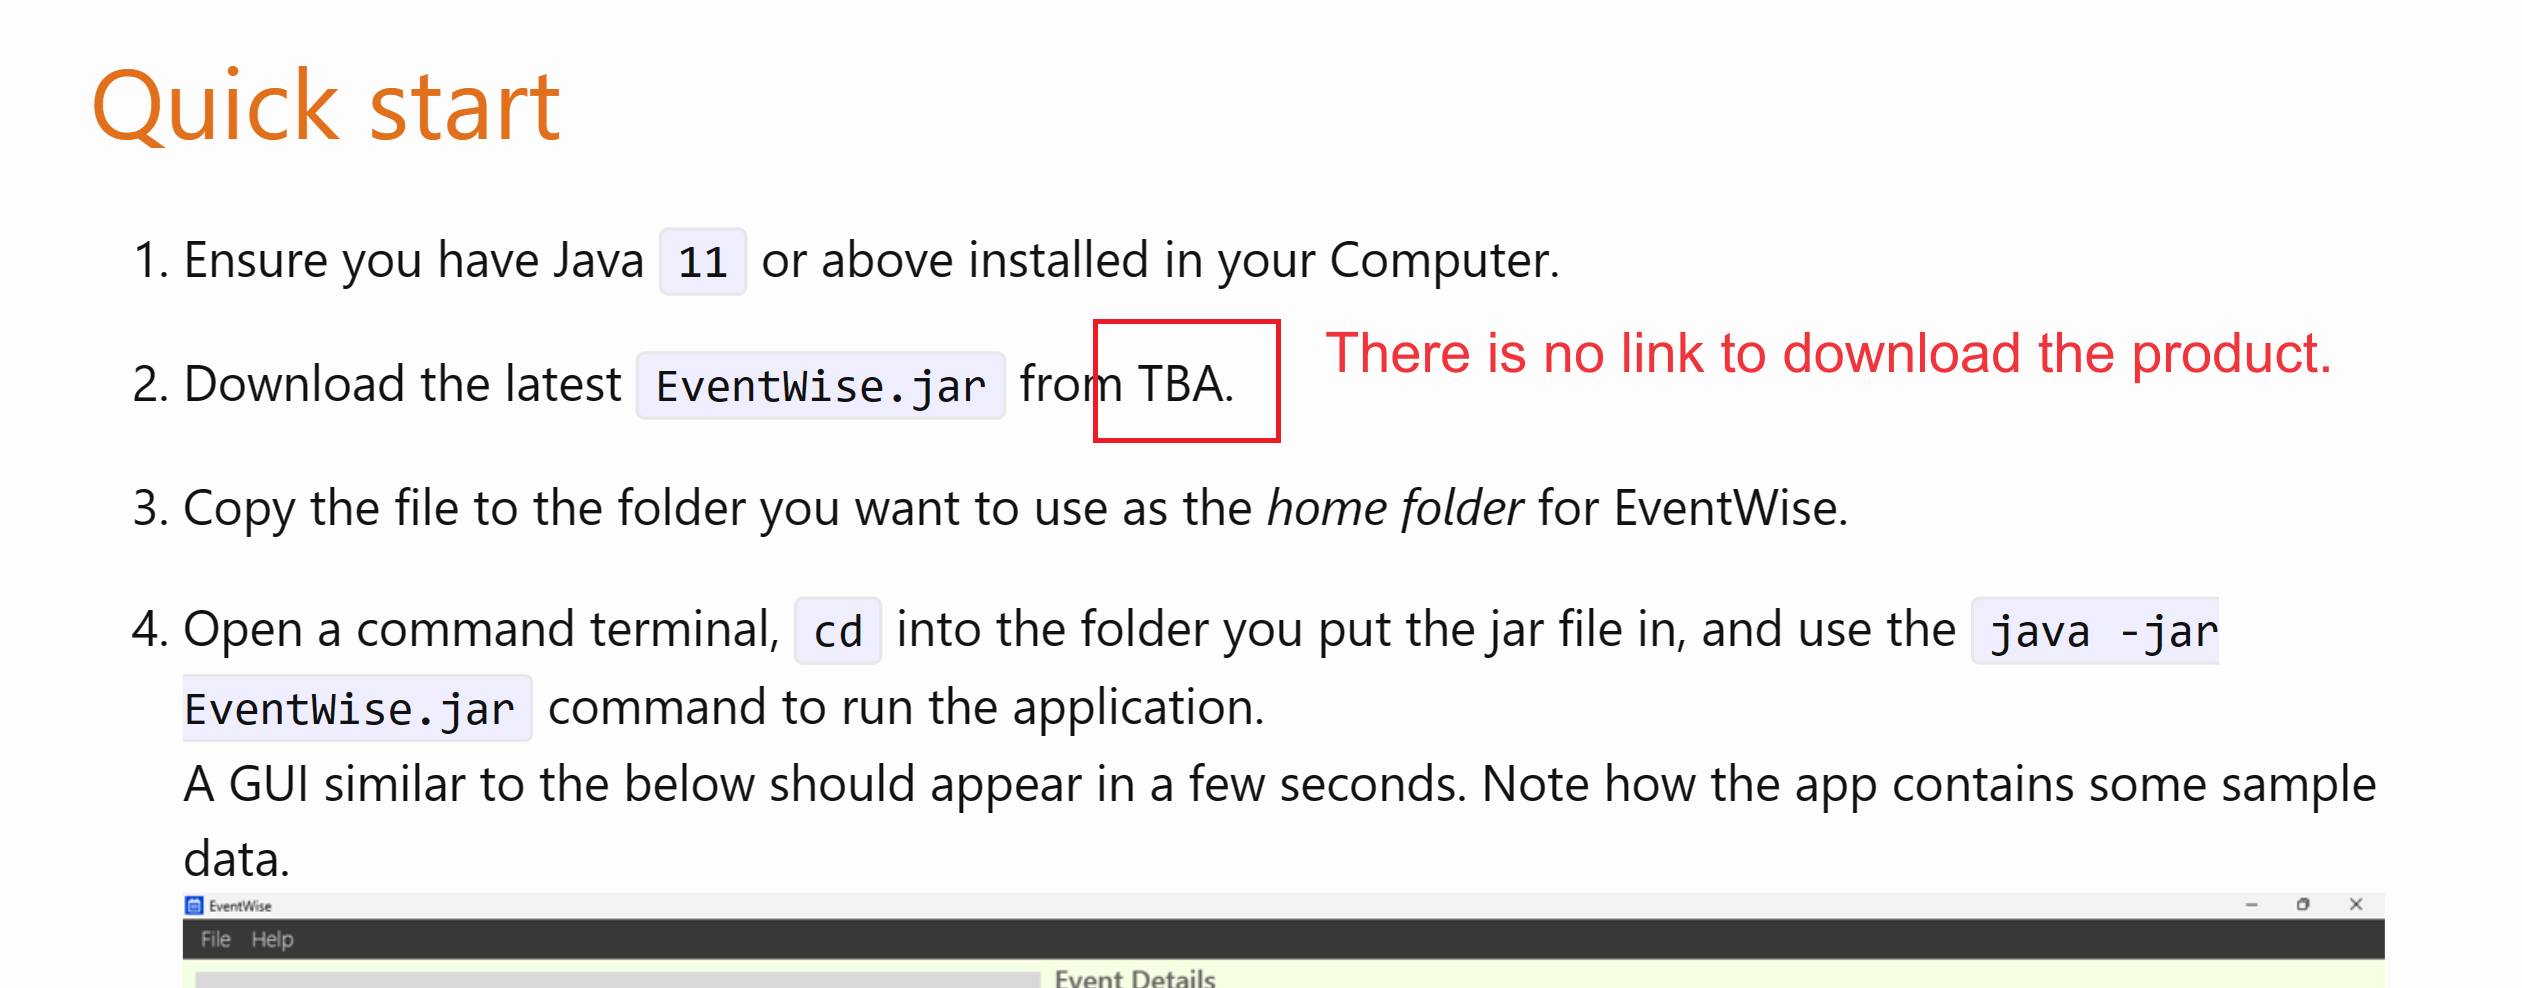 Quick start
1. Ensure you have Java 11 or above installed in your Computer.
2. Download the latest EventWise.jar from TBA.
There is no link to download the product.
3. Copy the file to the folder you want to use as the home folder for EventWise.
4. Open a command terminal, cd into the folder you put the jar file in, and use the java -jar
EventWise.jar command to run the application.
A GUI similar to the below should appear in a few seconds. Note how the app contains some sample
data.
EventWise
File Help
Event Details